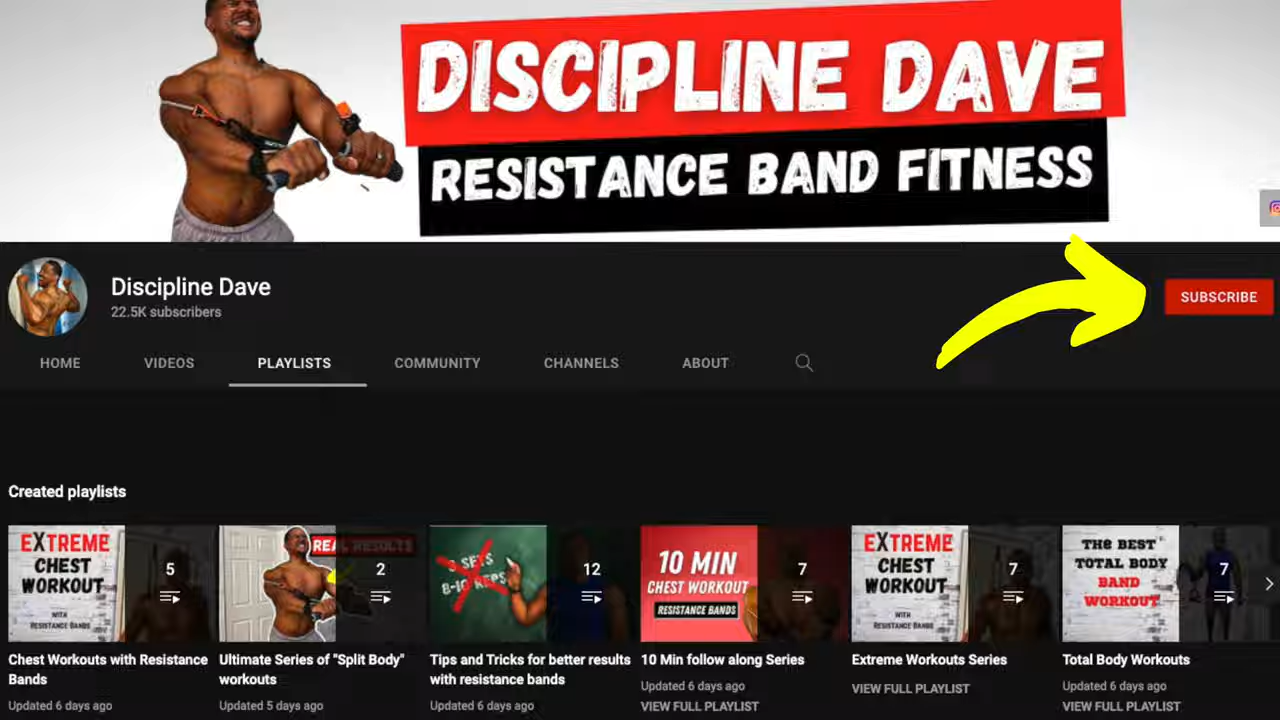 DISCIPLINE DAVE
RESISTANCE BAND FITNESS
Discipline Dave
22.5K subscribers
SUBSCRIBE
HOME VIDEOS PLAYLISTS COMMUNITY CHANNELS ABOUT
Created playlists
EXTREME
CHEST
WORKOUT
WITH
RESISTANCE BANDS
5
REAL RESULTS
2
3 SETS
8-10 REPS
12
10 MIN
CHEST WORKOUT
RESISTANCE BANDS
7
EXTREME
CHEST
WORKOUT
WITH
RESISTANCE BANDS
7
THE BEST
TOTAL BODY
BAND
WORKOUT
7
Chest Workouts with Resistance
Bands
Updated 6 days ago
Ultimate Series of "Split Body"
workouts
Updated 5 days ago
Tips and Tricks for better results
with resistance bands
Updated 6 days ago
10 Min follow along Series
Updated 6 days ago
VIEW FULL PLAYLIST
Extreme Workouts Series
VIEW FULL PLAYLIST
Total Body Workouts
Updated 6 days ago
VIEW FULL PLAYLIST